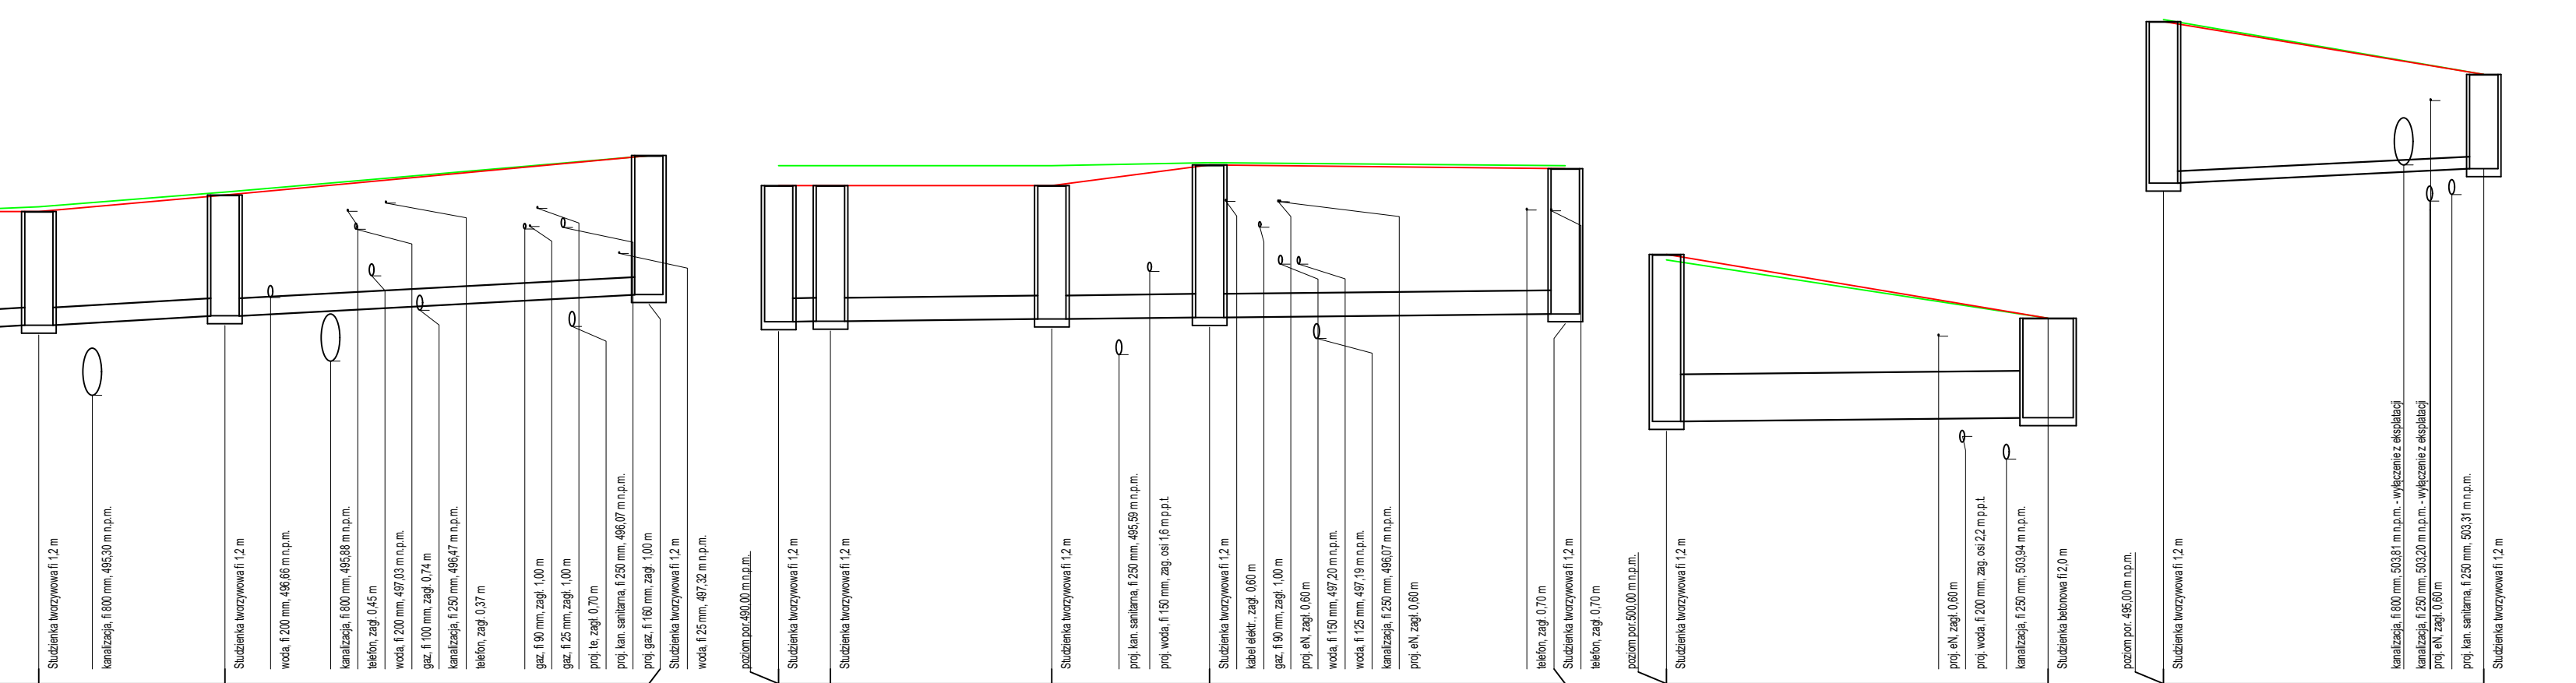 Studzienka tworzywowa fi 1,2 m
kanalizacja, fi 800 mm, 495,30 m n.p.m.
Studzienka tworzywowa fi 1,2 m
woda, fi 200 mm, 496,66 m n.p.m.
kanalizacja, fi 800 mm, 495,88 m n.p.m.
telefon, zagł. 0,45 m
woda, fi 200 mm, 497,03 m n.p.m.
gaz, fi 100 mm, zagł. 0,74 m
kanalizacja, fi 250 mm, 496,47 m n.p.m.
telefon, zagł. 0,37 m
gaz, fi 90 mm, zagł. 1,00 m
gaz, fi 25 mm, zagł. 1,00 m
proj. te, zagł. 0,70 m
proj. kan. sanitarna, fi 250 mm, 496,07 m n.p.m.
proj. gaz, fi 160 mm, zagł. 1,00 m
Studzienka tworzywowa fi 1,2 m
woda, fi 25 mm, 497,32 m n.p.m.
poziom por.490,00 m n.p.m.
Studzienka tworzywowa fi 1,2 m
Studzienka tworzywowa fi 1,2 m
Studzienka tworzywowa fi 1,2 m
proj. kan. sanitarna, fi 250 mm, 495,59 m n.p.m.
proj. woda, fi 150 mm, zag. osi 1,6 m p.p.t.
Studzienka tworzywowa fi 1,2 m
kabel elektr., zagł. 0,60 m
gaz, fi 90 mm, zagł. 1,00 m
proj. eN, zagł. 0,60 m
woda, fi 150 mm, 497,20 m n.p.m.
woda, fi 125 mm, 497,19 m n.p.m.
kanalizacja, fi 250 mm, 496,07 m n.p.m.
proj. eN, zagł. 0,60 m
telefon, zagł. 0,70 m
Studzienka tworzywowa fi 1,2 m
telefon, zagł. 0,70 m
poziom por.500,00 m n.p.m.
Studzienka tworzywowa fi 1,2 m
proj. eN, zagł. 0,60 m
proj. woda, fi 200 mm, zag. osi 2,2 m p.p.t.
kanalizacja, fi 250 mm, 503,94 m n.p.m.
Studzienka betonowa fi 2,0 m
poziom por. 495,00 m n.p.m.
Studzienka tworzywowa fi 1,2 m
kanalizacja, fi 800 mm, 503,81 m n.p.m. - wyłączenie z eksplatacji
kanalizacja, fi 250 mm, 503,20 m n.p.m. - wyłączenie z eksplatacji
proj. eN, zagł. 0,60 m
proj. kan. sanitarna, fi 250 mm, 503,31 m n.p.m.
Studzienka tworzywowa fi 1,2 m